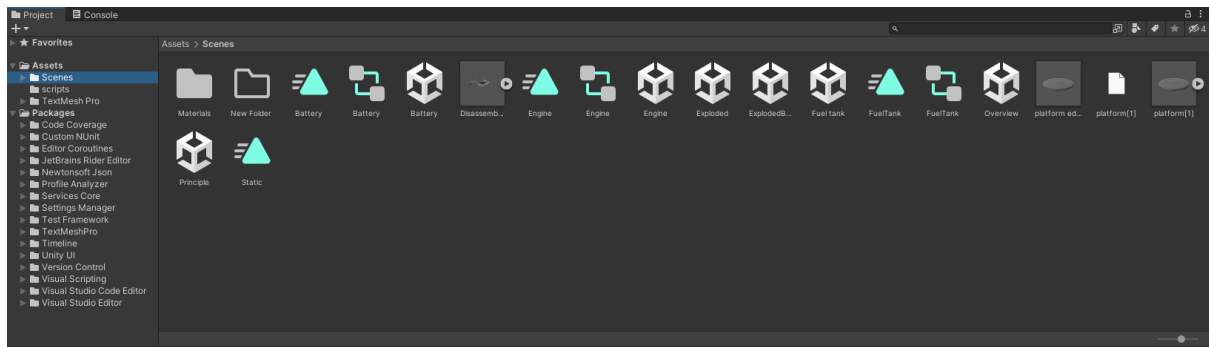 Project
Console
4
Favorites
Assets
Scenes
scripts
TextMesh Pro
Packages
Code Coverage
Custom NUnit
Editor Coroutines
JetBrains Rider Editor
Newtonsoft Json
Profile Analyzer
Services Core
Settings Manager
Test Framework
TextMeshPro
Timeline
Unity UI
Version Control
Visual Scripting
Visual Studio Code Editor
Visual Studio Editor
Assets > Scenes
Materials
New Folder
Battery
Battery
Battery
Disassemb...
Engine
Engine
Engine
Exploded
ExplodedB...
Fuel tank
FuelTank
FuelTank
Overview
platform ed...
platform[1]
platform[1]
Principle
Static